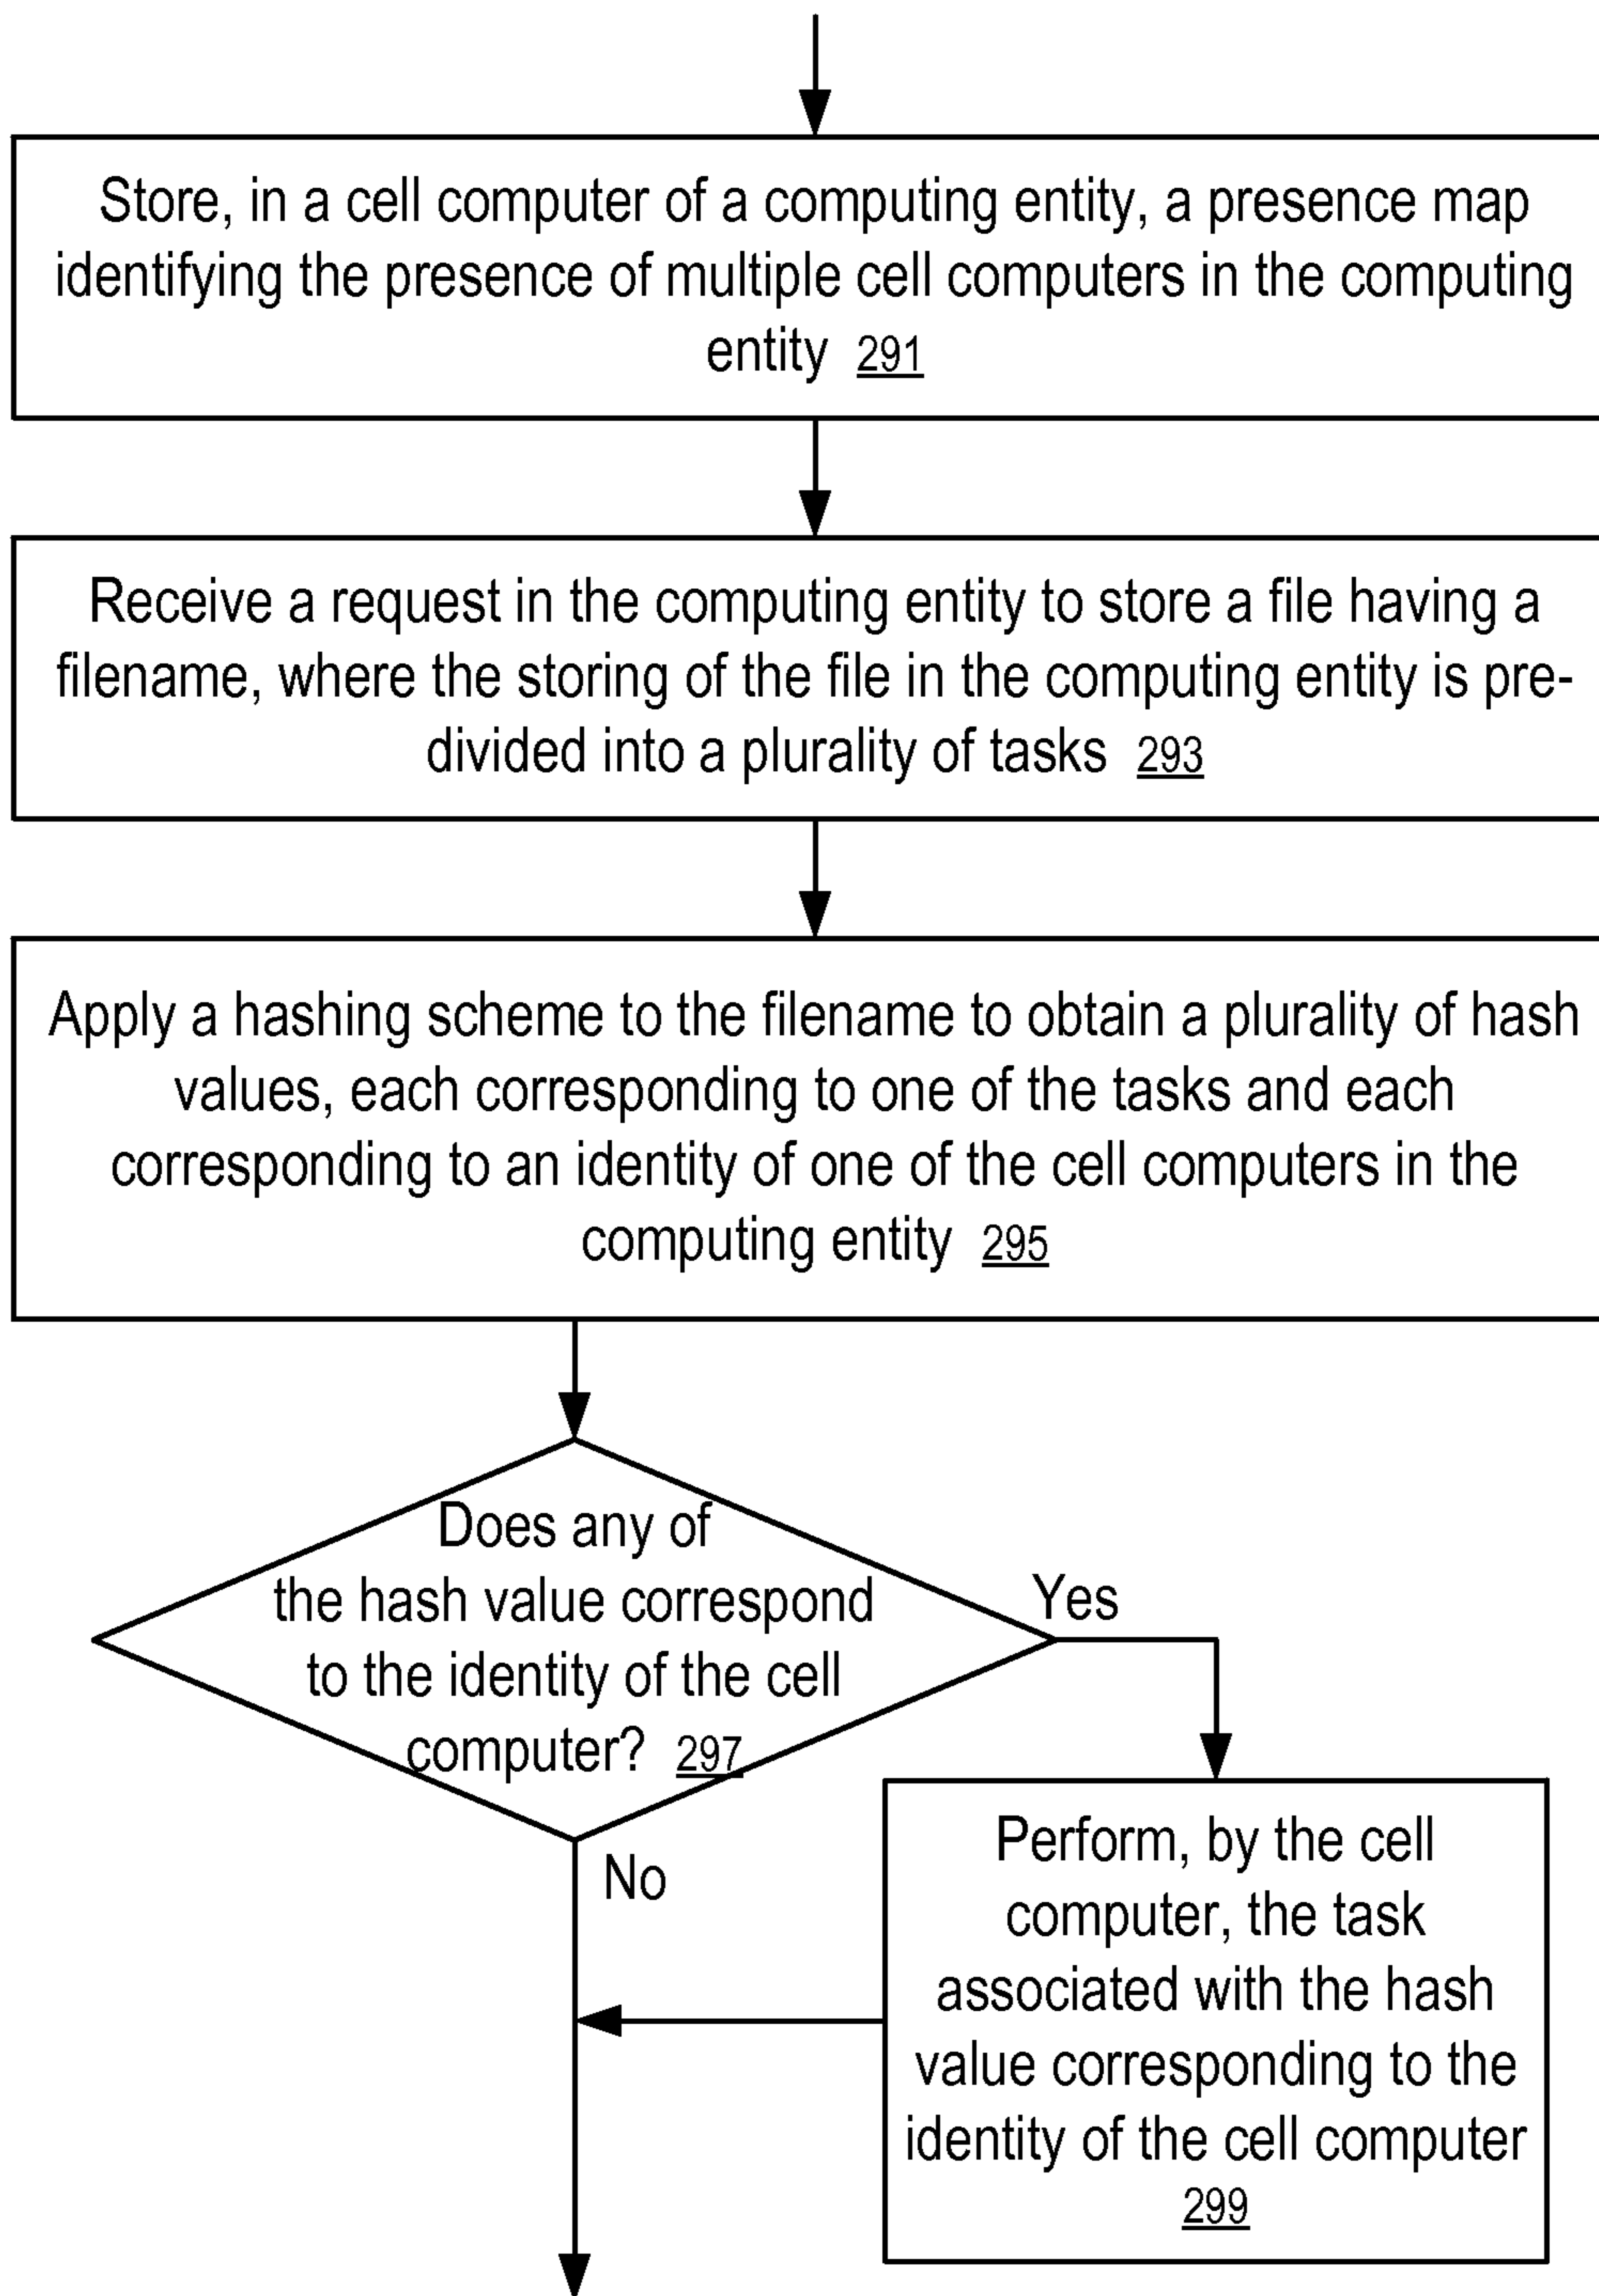 Store, in a cell computer of a computing entity, a presence map
identifying the presence of multiple cell computers in the computing
entity 291
Receive a request in the computing entity to store a file having a
filename, where the storing of the file in the computing entity is pre-
divided into a plurality of tasks 293
Apply a hashing scheme to the filename to obtain a plurality of hash
values, each corresponding to one of the tasks and each
corresponding to an identity of one of the cell computers in the
computing entity 295
Does any of
the hash value correspond
to the identity of the cell
computer? 297
Yes
No
Perform, by the cell
computer, the task
associated with the hash
value corresponding to the
identity of the cell computer
299